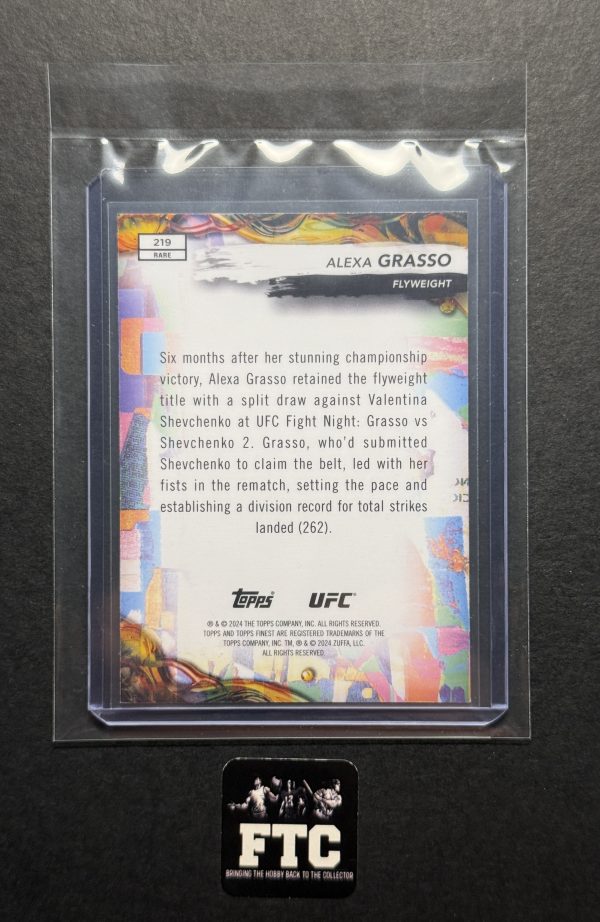 219
RARE
ALEXA GRASSO
FLYWEIGHT
Six months after her stunning championship
victory, Alexa Grasso retained the flyweight
title with a split draw against Valentina
Shevchenko at UFC Fight Night: Grasso vs
Shevchenko 2. Grasso, who'd submitted
Shevchenko to claim the belt, led with her
fists in the rematch, setting the pace and
establishing a division record for total strikes
landed (262).
Topps® UFC®
® & © 2024 THE TOPPS COMPANY, INC. ALL RIGHTS RESERVED.
TOPPS AND TOPPS FINEST ARE REGISTERED TRADEMARKS OF THE
TOPPS COMPANY, INC. TM, ® & © 2024 ZUFFA, LLC.
ALL RIGHTS RESERVED.
FTC
BRINGING THE HOBBY BACK TO THE COLLECTOR